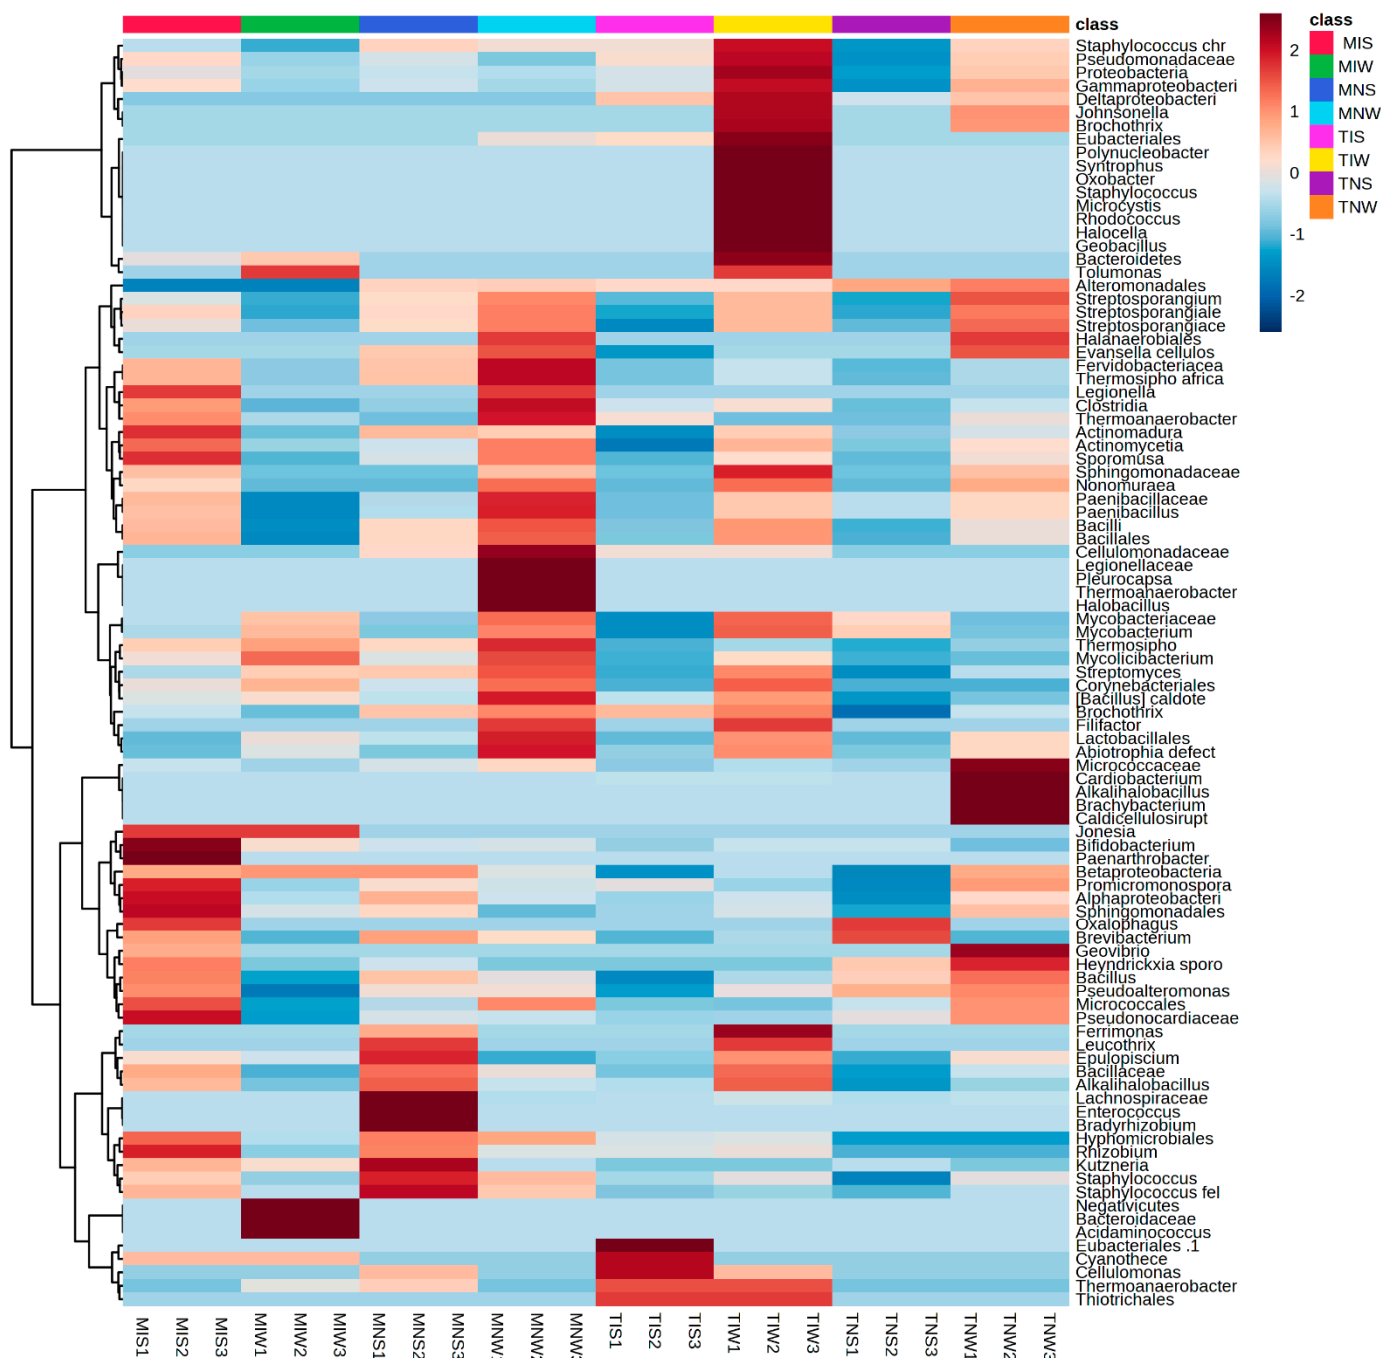 class
Staphylococcus chr
Pseudomonadaceae
Proteobacteria
Gammaproteobacteri
Deltaproteobacteri
Johnsonella
Brochothrix
Eubacteriales
Polynucleobacter
Syntrophus
Oxobacter
Staphylococcus
Microcystis
Rhodococcus
Halocella
Geobacillus
Bacteroidetes
Tolumonas
Alteromonadales
Streptosporangium
Streptosporangiale
Streptosporangiace
Halanaerobiales
Evansella cellulos
Fervidobacteriacea
Thermosipho africa
Legionella
Clostridia
Thermoanaerobacter
Actinomadura
Actinomycetia
Sporomusa
Sphingomonadaceae
Nonomuraea
Paenibacillaceae
Paenibacillus
Bacilli
Bacillales
Cellulomonadaceae
Legionellaceae
Pleurocapsa
Thermoanaerobacter
Halobacillus
Mycobacteriaceae
Mycobacterium
Thermosipho
Mycolicibacterium
Streptomyces
Corynebacteriales
[Bacillus] caldote
Brochothrix
Filifactor
Lactobacillales
Abiotrophia defect
Micrococcaceae
Cardiobacterium
Alkalihalobacillus
Brachybacterium
Caldicellulosirupt
Jonesia
Bifidobacterium
Paenarthrobacter
Betaproteobacteria
Promicromonospora
Alphaproteobacteri
Sphingomonadales
Oxalophagus
Brevibacterium
Geovibrio
Heyndrickxia sporo
Bacillus
Pseudoalteromonas
Micrococcales
Pseudonocardiaceae
Ferrimonas
Leucothrix
Epulopiscium
Bacillaceae
Alkalihalobacillus
Lachnospiraceae
Enterococcus
Bradyrhizobium
Hyphomicrobiales
Rhizobium
Kutzneria
Staphylococcus
Staphylococcus fel
Negativicutes
Bacteroidaceae
Acidaminococcus
Eubacteriales .1
Cyanothece
Cellulomonas
Thermoanaerobacter
Thiotrichales
MIS1
MIS2
MIS3
MIW1
MIW2
MIW3
MNS1
MNS2
MNS3
MNW1
MNW2
MNW3
TIS1
TIS2
TIS3
TIW1
TIW2
TIW3
TNS1
TNS2
TNS3
TNW1
TNW2
TNW3
2
1
0
-1
-2
class
MIS
MIW
MNS
MNW
TIS
TIW
TNS
TNW